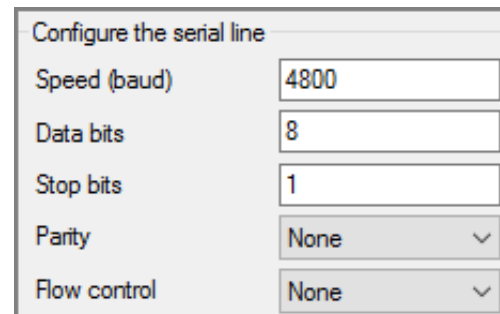 Configure the serial line
Speed (baud) 4800
Data bits 8
Stop bits 1
Parity None
Flow control None